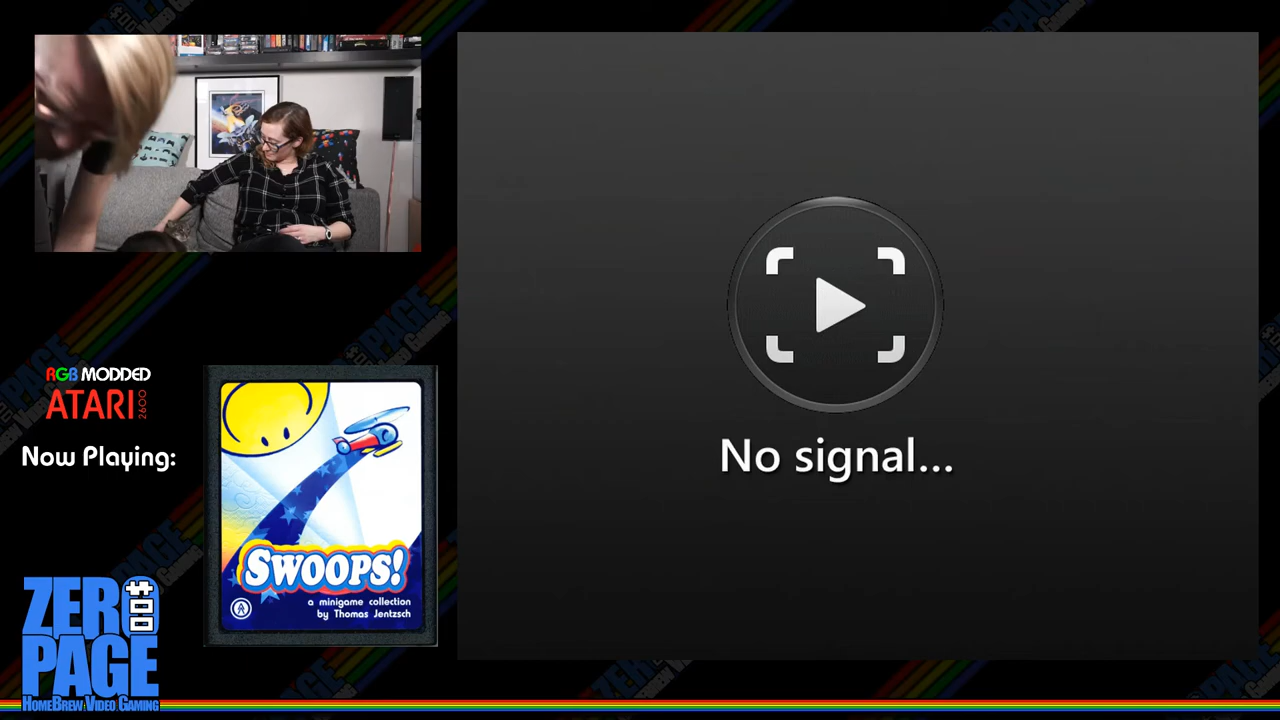 RGB MODDED
ATARI 2600
Now Playing:
SWOOPS!
a minigame collection
by Thomas Jentzsch
ZERO $00
PAGE
HOMEBREW VIDEO GAMING
No signal...